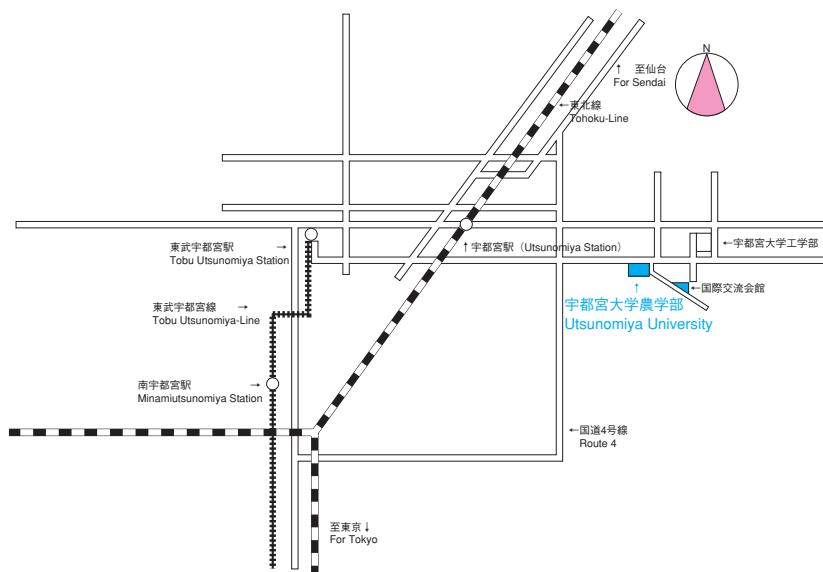 N
↑ 至仙台
For Sendai
←東北線
Tohoku-Line
東武宇都宮駅 →
Tobu Utsunomiya Station
↑宇都宮駅（Utsunomiya Station）
←宇都宮大学工学部
←国際交流会館
↑
宇都宮大学農学部
Utsunomiya University
東武宇都宮線 →
Tobu Utsunomiya-Line
南宇都宮駅 →
Minamiutsunomiya Station
←国道4号線
Route 4
至東京↓
For Tokyo